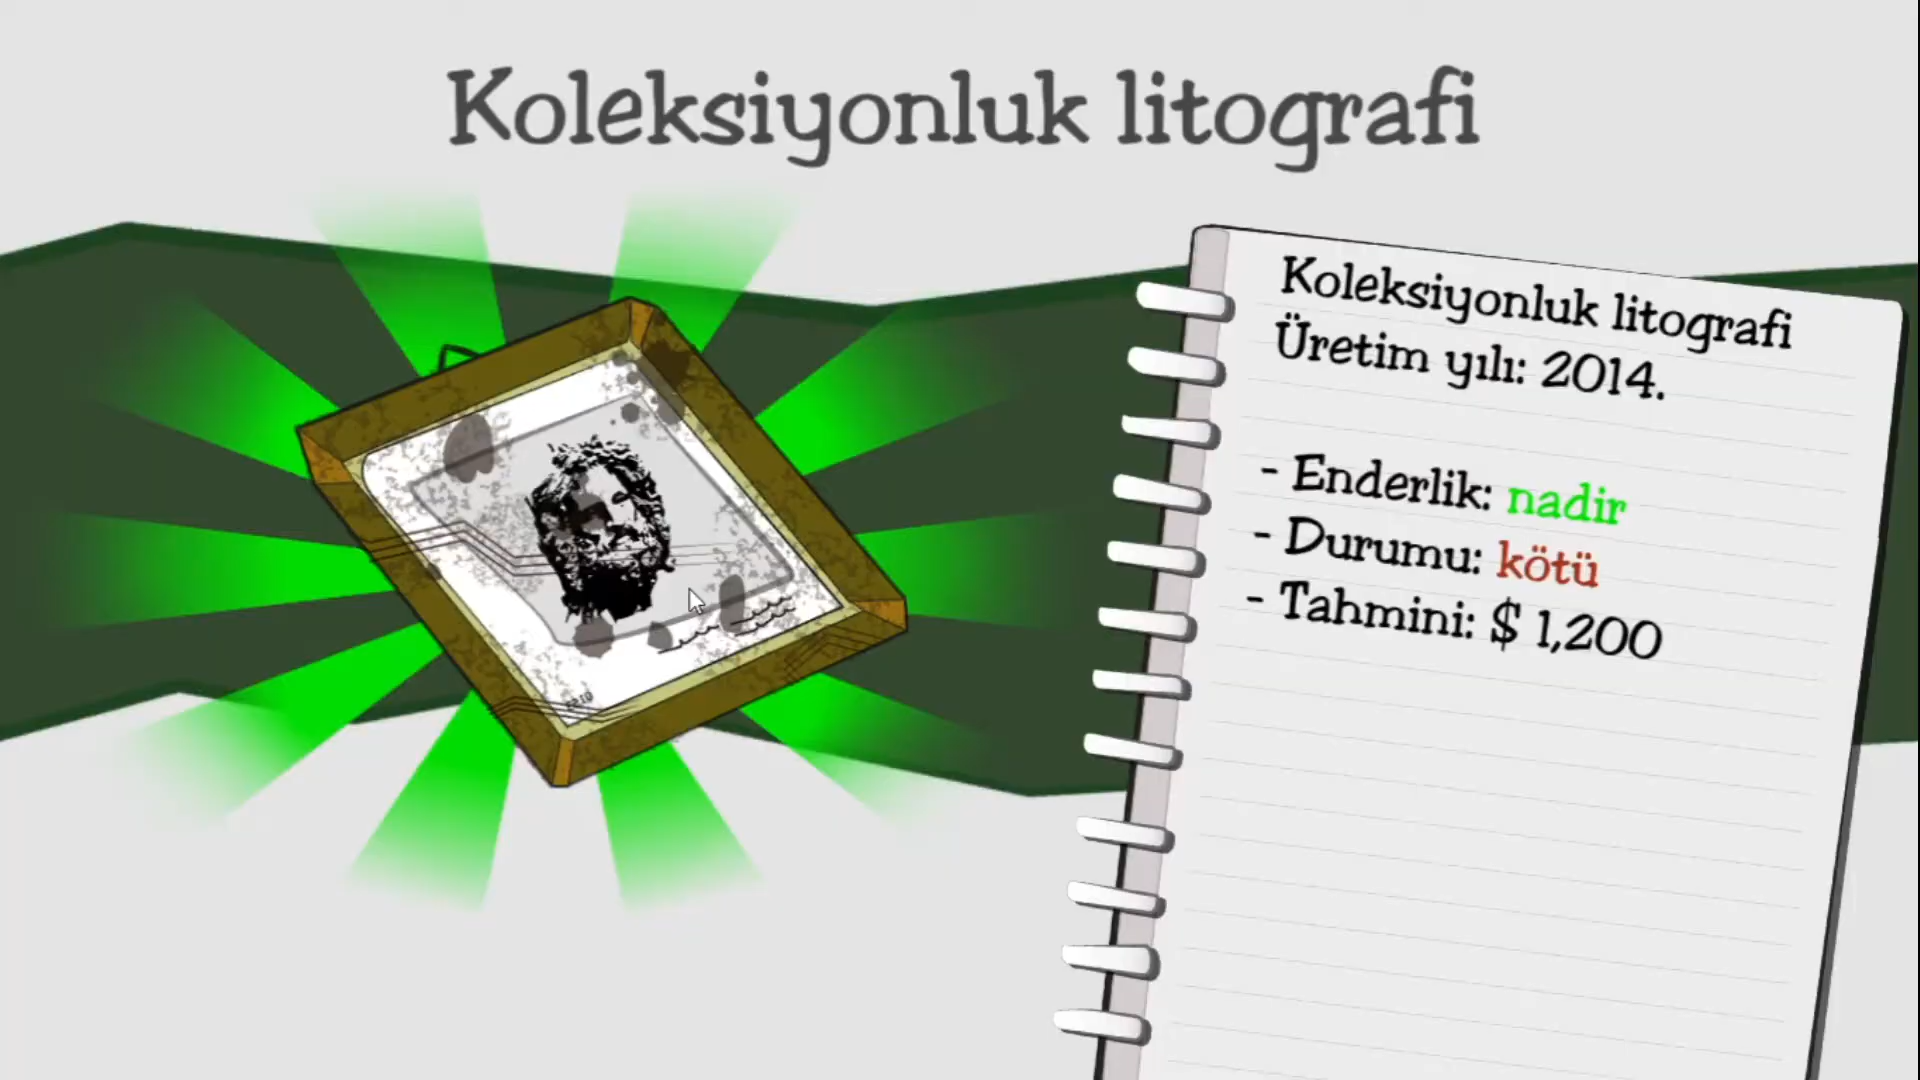 Koleksiyonluk litografi
Koleksiyonluk litografi
Üretim yılı: 2014.
- Enderlik: nadir
- Durumu: kötü
- Tahmini: $ 1,200